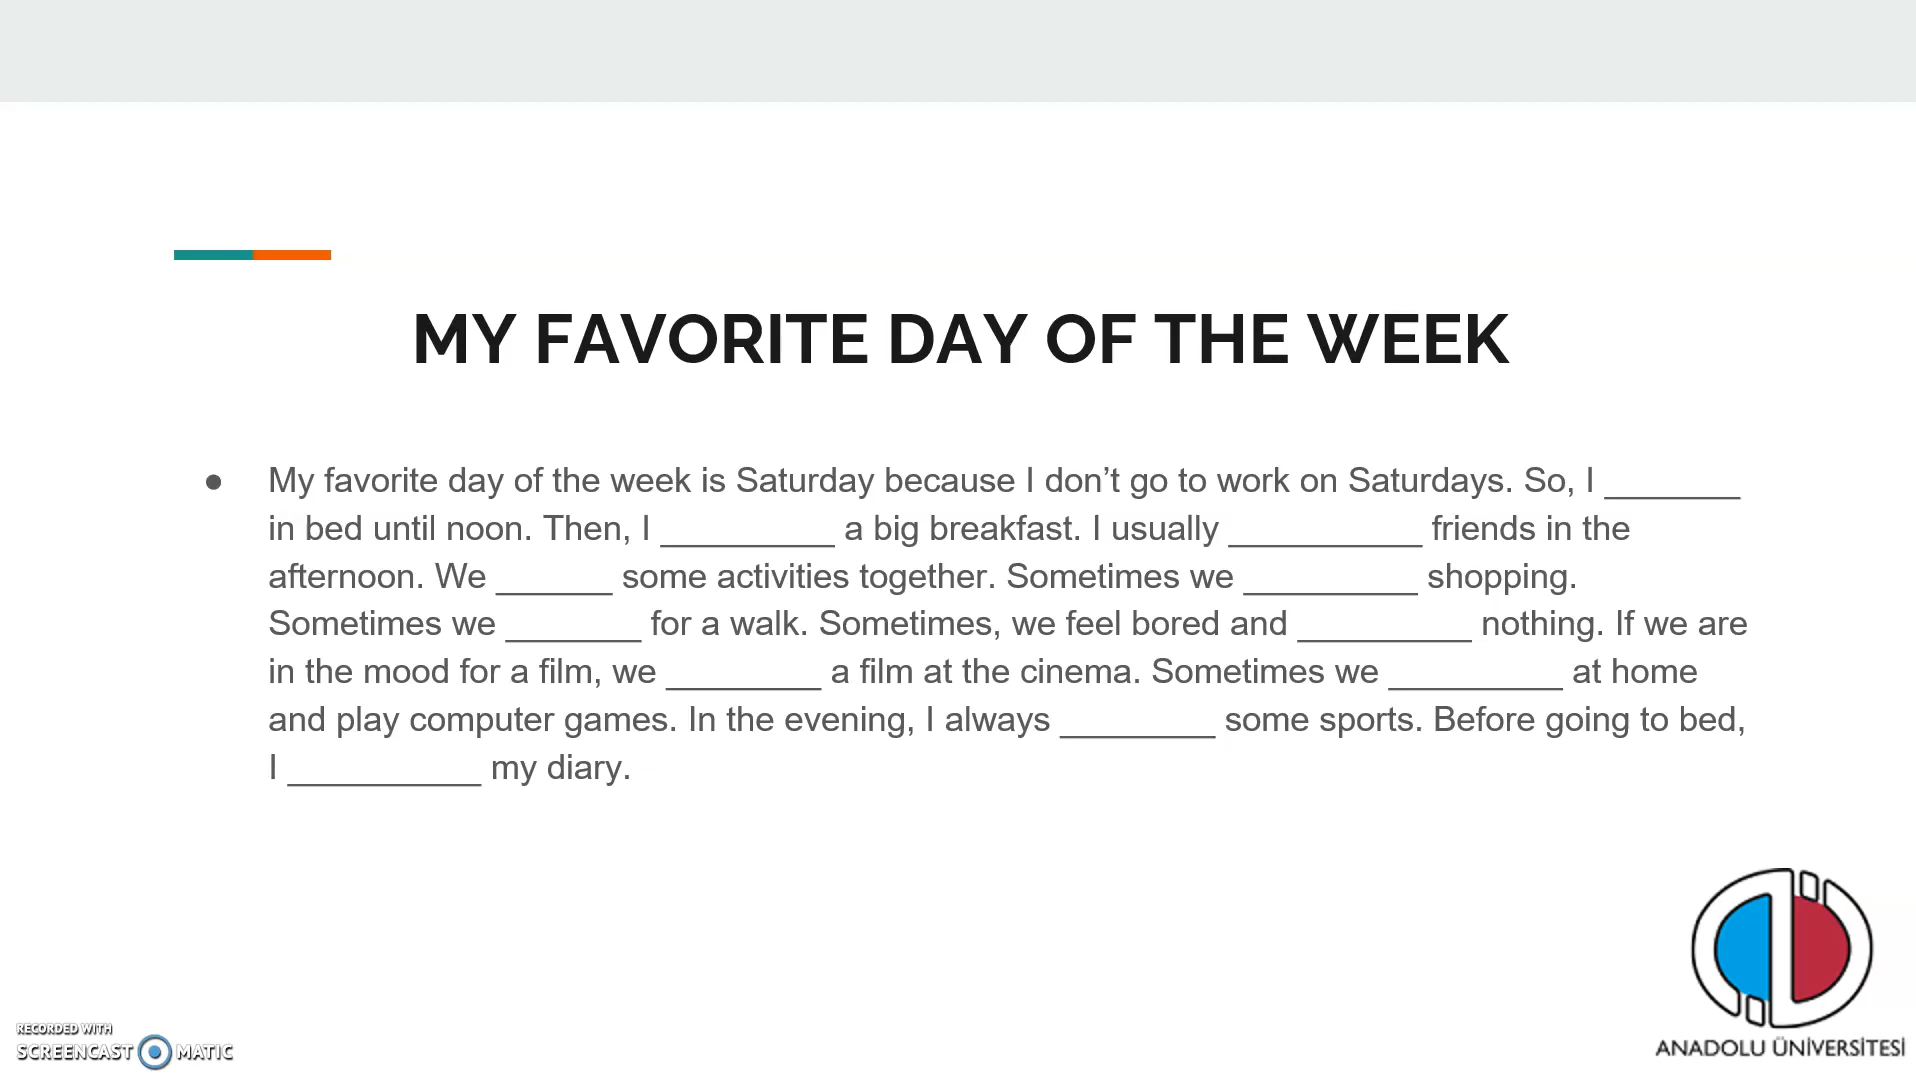 MY FAVORITE DAY OF THE WEEK
● My favorite day of the week is Saturday because I don’t go to work on Saturdays. So, I _______
in bed until noon. Then, I _________ a big breakfast. I usually __________ friends in the
afternoon. We ______ some activities together. Sometimes we _________ shopping.
Sometimes we _______ for a walk. Sometimes, we feel bored and _________ nothing. If we are
in the mood for a film, we ________ a film at the cinema. Sometimes we _________ at home
and play computer games. In the evening, I always ________ some sports. Before going to bed,
I __________ my diary.
ANADOLU ÜNİVERSİTESİ
RECORDED WITH
SCREENCAST MATIC